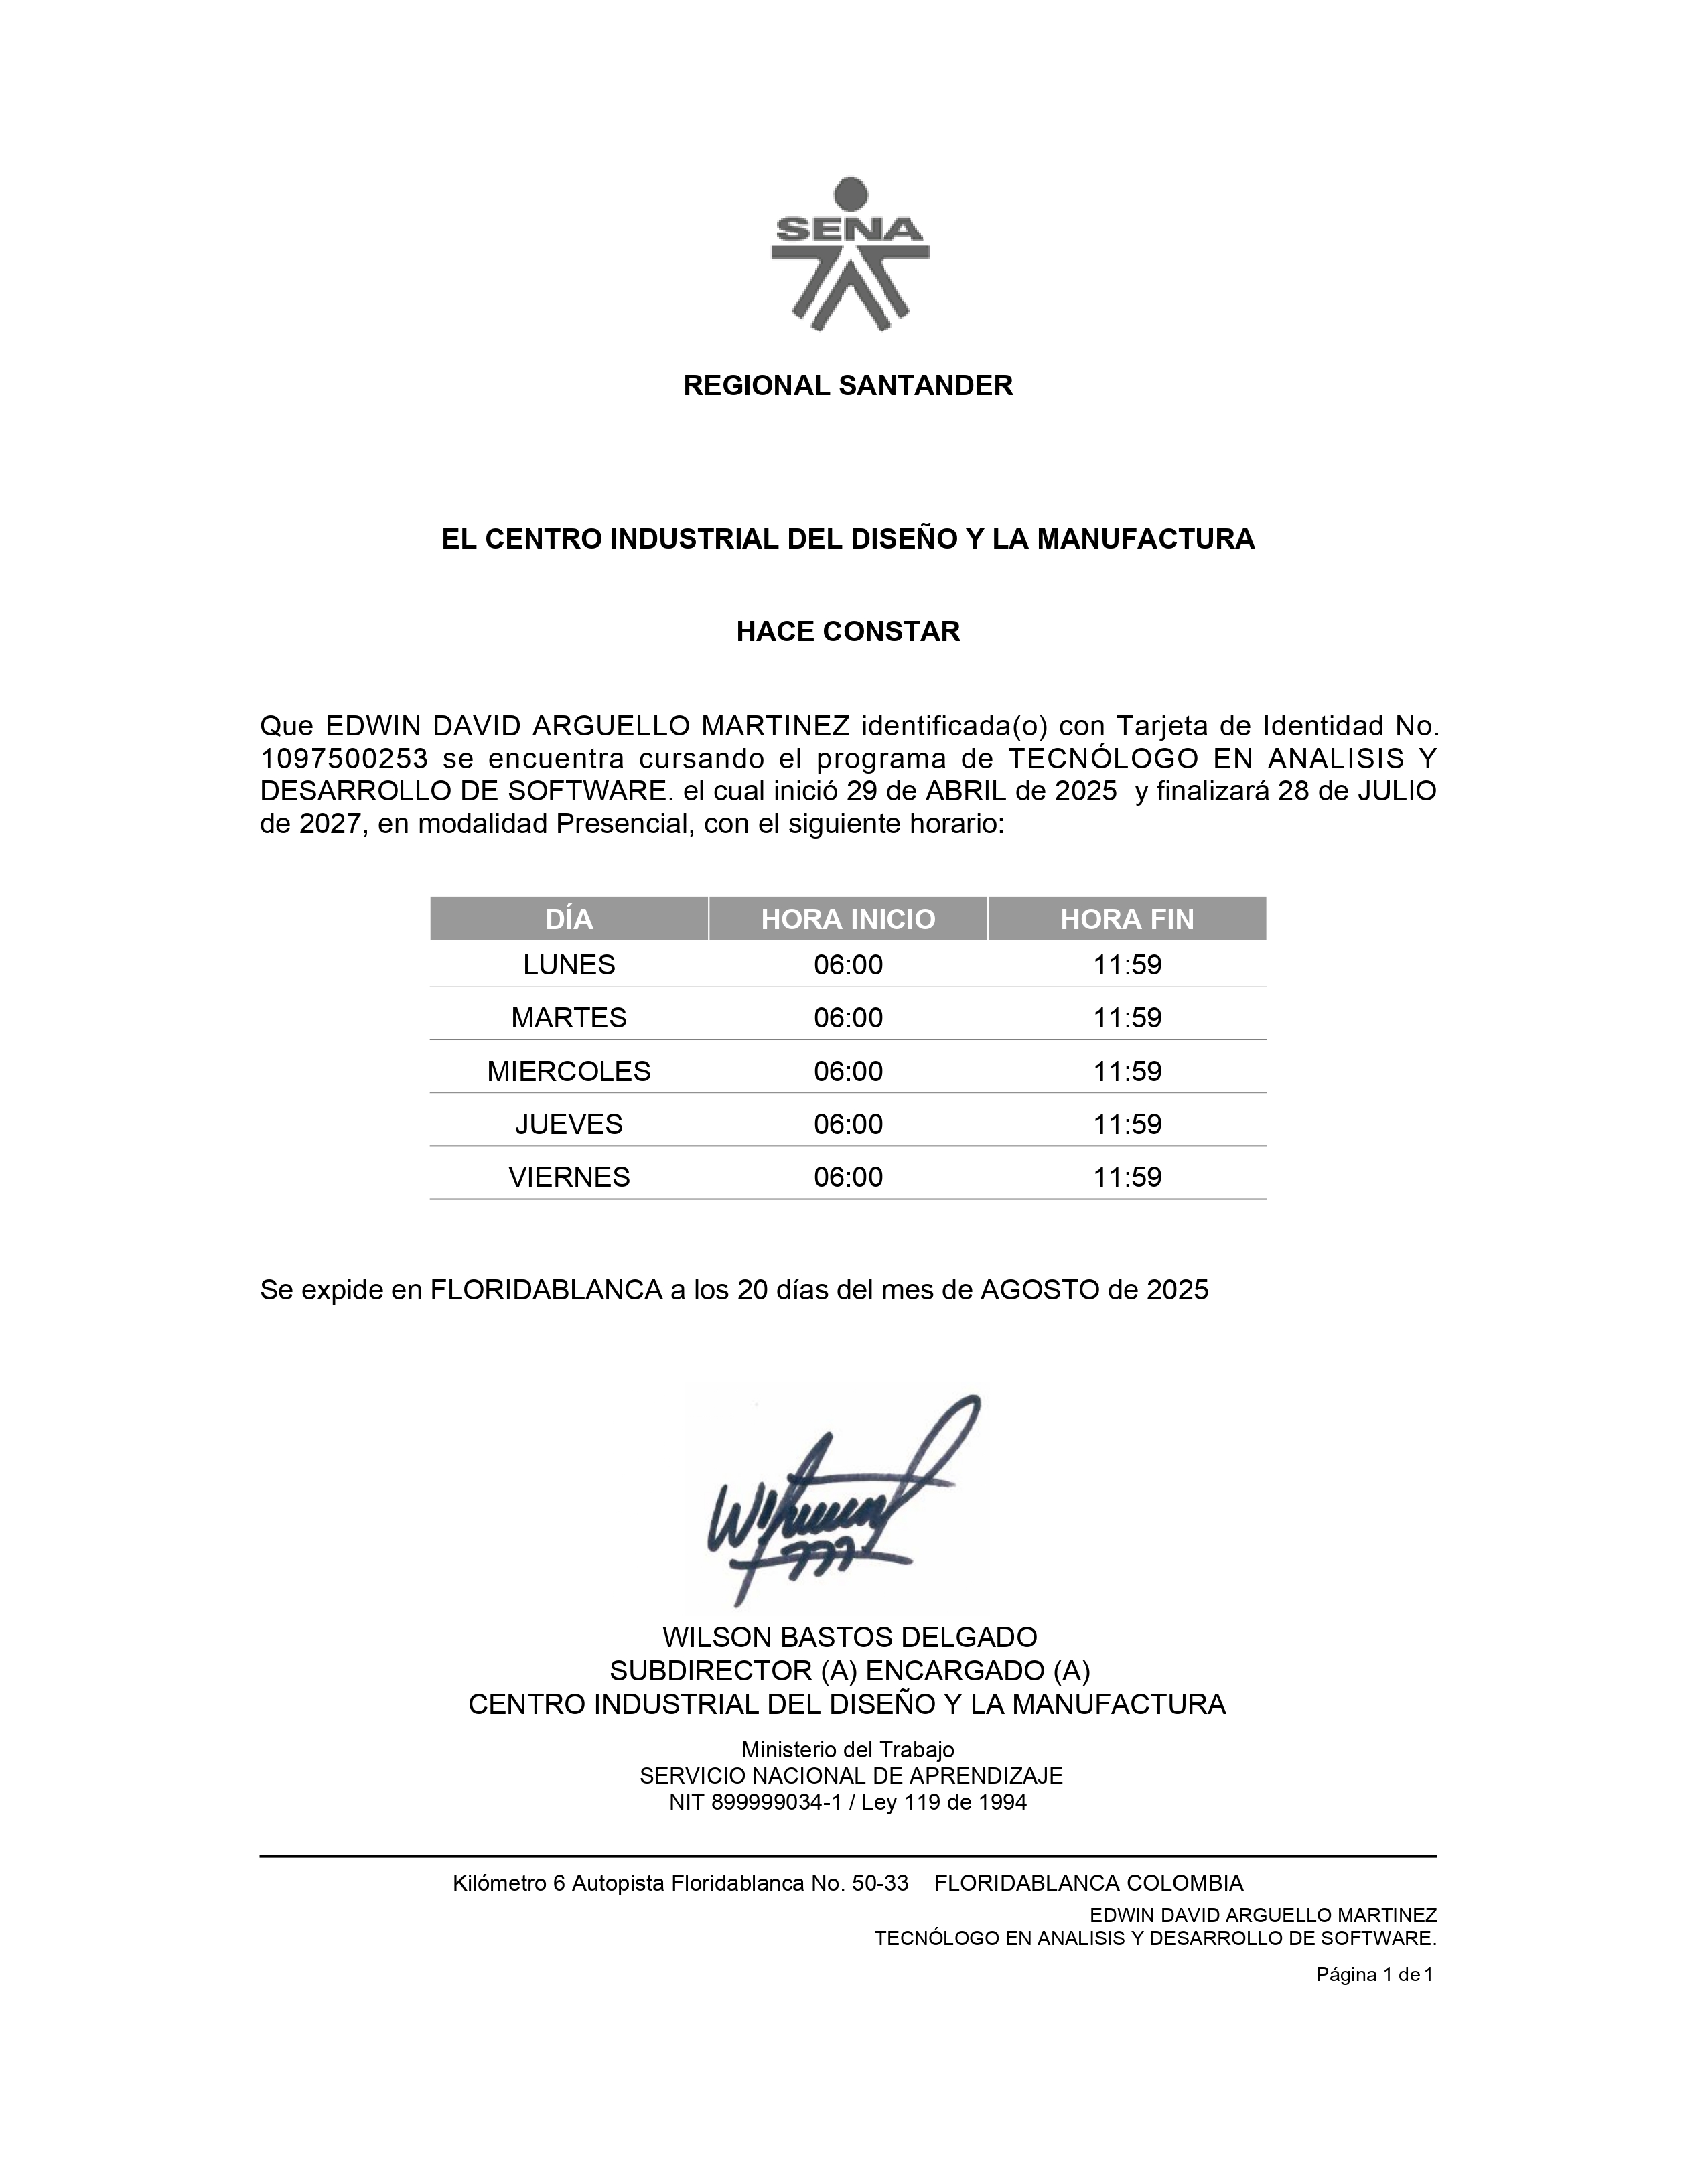 SENA
REGIONAL SANTANDER
EL CENTRO INDUSTRIAL DEL DISEÑO Y LA MANUFACTURA
HACE CONSTAR
Que EDWIN DAVID ARGUELLO MARTINEZ identificada(o) con Tarjeta de Identidad No.
1097500253 se encuentra cursando el programa de TECNÓLOGO EN ANALISIS Y
DESARROLLO DE SOFTWARE. el cual inició 29 de ABRIL de 2025 y finalizará 28 de JULIO
de 2027, en modalidad Presencial, con el siguiente horario:
DÍA HORA INICIO HORA FIN
LUNES 06:00 11:59
MARTES 06:00 11:59
MIERCOLES 06:00 11:59
JUEVES 06:00 11:59
VIERNES 06:00 11:59
Se expide en FLORIDABLANCA a los 20 días del mes de AGOSTO de 2025
WILSON BASTOS DELGADO
SUBDIRECTOR (A) ENCARGADO (A)
CENTRO INDUSTRIAL DEL DISEÑO Y LA MANUFACTURA
Ministerio del Trabajo
SERVICIO NACIONAL DE APRENDIZAJE
NIT 899999034-1 / Ley 119 de 1994
Kilómetro 6 Autopista Floridablanca No. 50-33 FLORIDABLANCA COLOMBIA
EDWIN DAVID ARGUELLO MARTINEZ
TECNÓLOGO EN ANALISIS Y DESARROLLO DE SOFTWARE.
Página 1 de 1